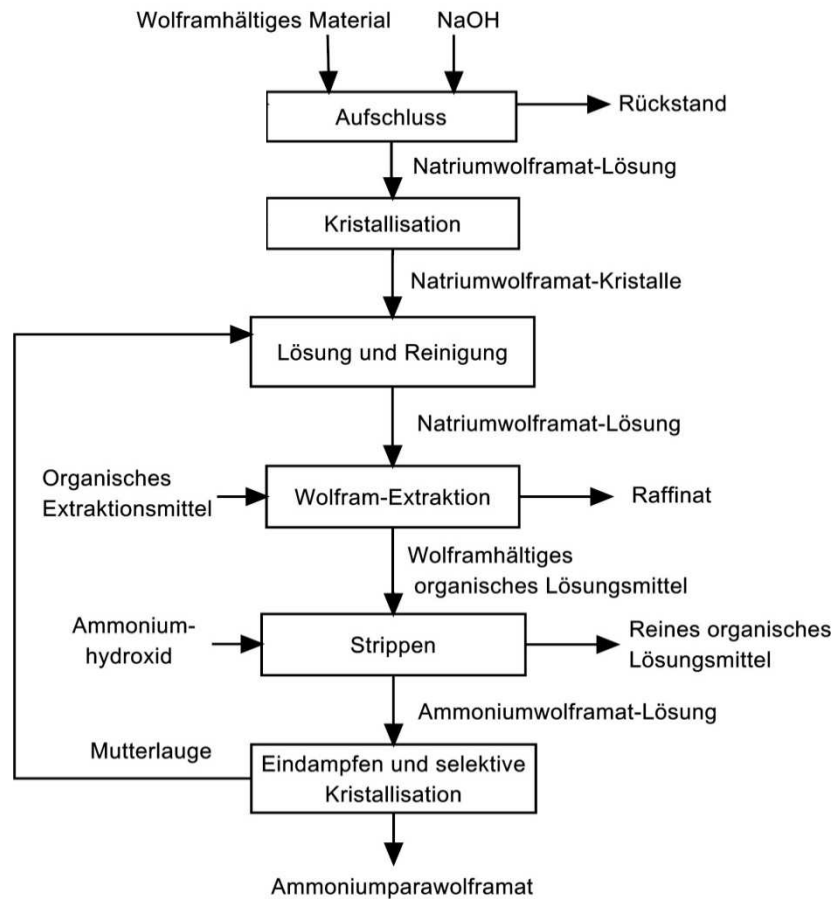 Wolframhältiges Material
NaOH
Aufschluss
Rückstand
Natriumwolframat-Lösung
Kristallisation
Natriumwolframat-Kristalle
Lösung und Reinigung
Natriumwolframat-Lösung
Organisches
Extraktionsmittel
Wolfram-Extraktion
Raffinat
Wolframhältiges
organisches Lösungsmittel
Ammonium-
hydroxid
Strippen
Reines organisches
Lösungsmittel
Ammoniumwolframat-Lösung
Mutterlauge
Eindampfen und selektive
Kristallisation
Ammoniumparawolframat